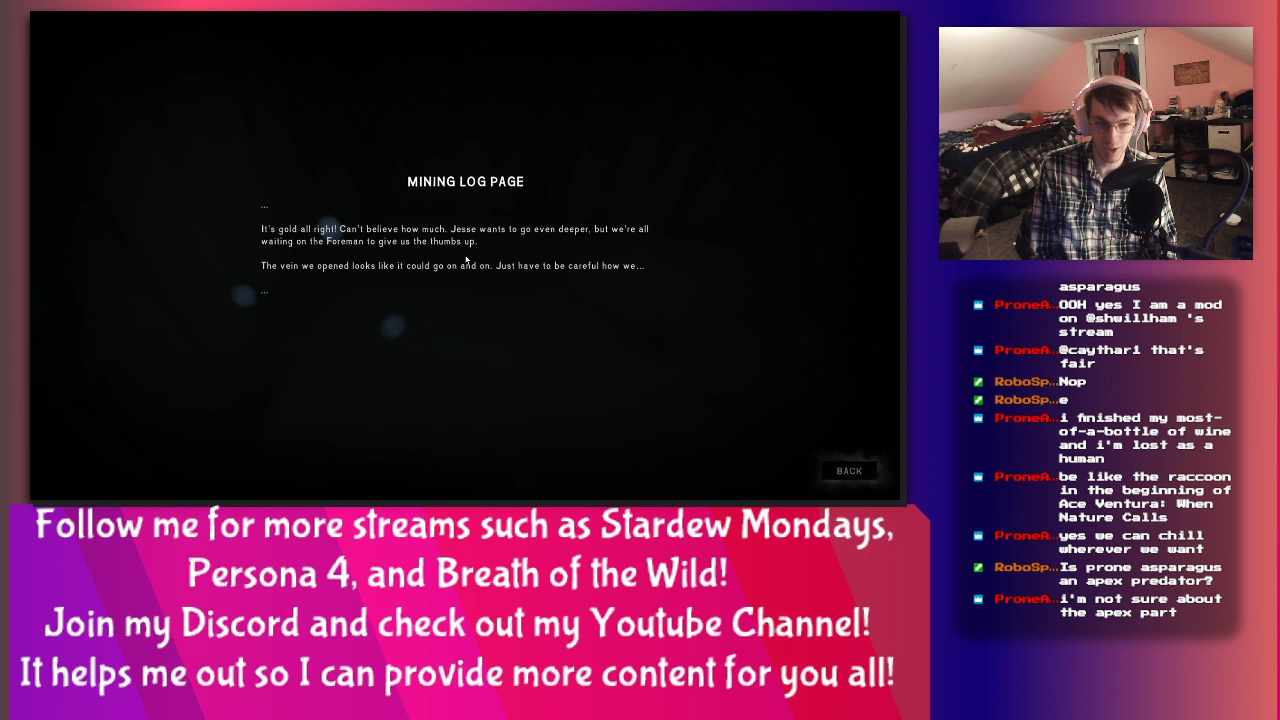 MINING LOG PAGE
...
It's gold all right! Can't believe how much. Jesse wants to go even deeper, but we're all
waiting on the Foreman to give us the thumbs up.
The vein we opened looks like it could go on and on. Just have to be careful how we...
...
BACK
Follow me for more streams such as Stardew Mondays,
Persona 4, and Breath of the Wild!
Join my Discord and check out my Youtube Channel!
It helps me out so I can provide more content for you all!
asparagus
ProneA... OOH yes I am a mod
on @shwillham 's
stream
ProneA... @caythar1 that's
fair
RoboSp... Nop
RoboSp... e
ProneA... i finished my most-
of-a-bottle of wine
and i'm lost as a
human
ProneA... be like the raccoon
in the beginning of
Ace Ventura: When
Nature Calls
ProneA... yes we can chill
wherever we want
RoboSp... Is prone asparagus
an apex predator?
ProneA... i'm not sure about
the apex part